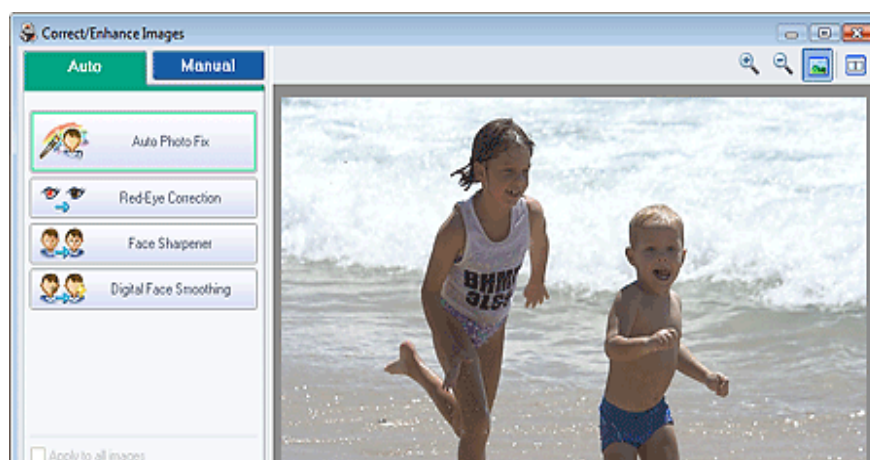 Correct/Enhance Images
Auto
Manual
Auto Photo Fix
Red-Eye Correction
Face Sharpener
Digital Face Smoothing
Apply to all images